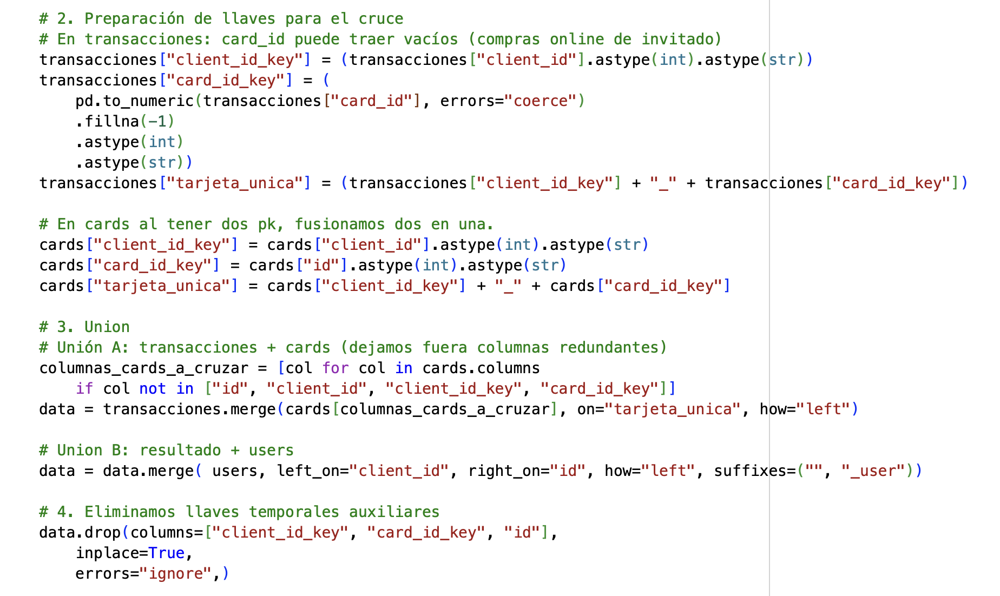 # 2. Preparación de llaves para el cruce
# En transacciones: card_id puede traer vacíos (compras online de invitado)
transacciones["client_id_key"] = (transacciones["client_id"].astype(int).astype(str))
transacciones["card_id_key"] = (
    pd.to_numeric(transacciones["card_id"], errors="coerce")
    .fillna(-1)
    .astype(int)
    .astype(str))
transacciones["tarjeta_unica"] = (transacciones["client_id_key"] + "_" + transacciones["card_id_key"])

# En cards al tener dos pk, fusionamos dos en una.
cards["client_id_key"] = cards["client_id"].astype(int).astype(str)
cards["card_id_key"] = cards["id"].astype(int).astype(str)
cards["tarjeta_unica"] = cards["client_id_key"] + "_" + cards["card_id_key"]

# 3. Union
# Unión A: transacciones + cards (dejamos fuera columnas redundantes)
columnas_cards_a_cruzar = [col for col in cards.columns
    if col not in ["id", "client_id", "client_id_key", "card_id_key"]]
data = transacciones.merge(cards[columnas_cards_a_cruzar], on="tarjeta_unica", how="left")

# Union B: resultado + users
data = data.merge( users, left_on="client_id", right_on="id", how="left", suffixes=("", "_user"))

# 4. Eliminamos llaves temporales auxiliares
data.drop(columns=["client_id_key", "card_id_key", "id"],
    inplace=True,
    errors="ignore",)